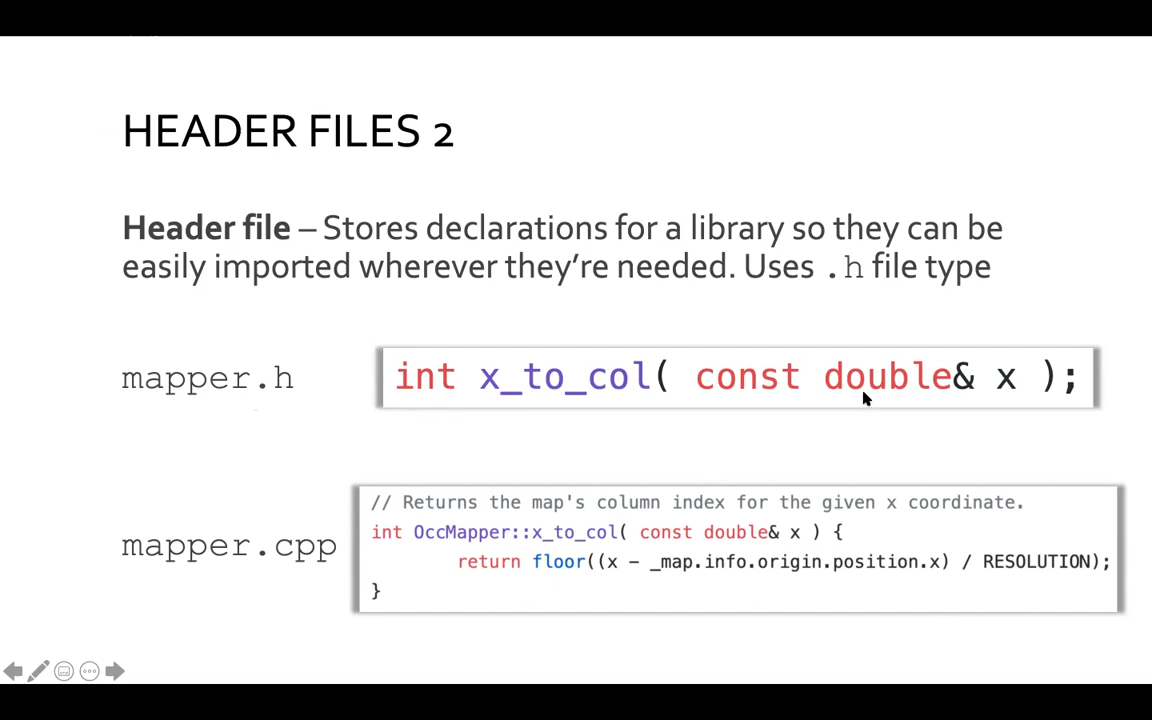 HEADER FILES 2
Header file – Stores declarations for a library so they can be
easily imported wherever they're needed. Uses .h file type
mapper.h
int x_to_col( const double& x );
mapper.cpp
// Returns the map's column index for the given x coordinate.
int OccMapper::x_to_col( const double& x ) {
return floor((x - _map.info.origin.position.x) / RESOLUTION);
}